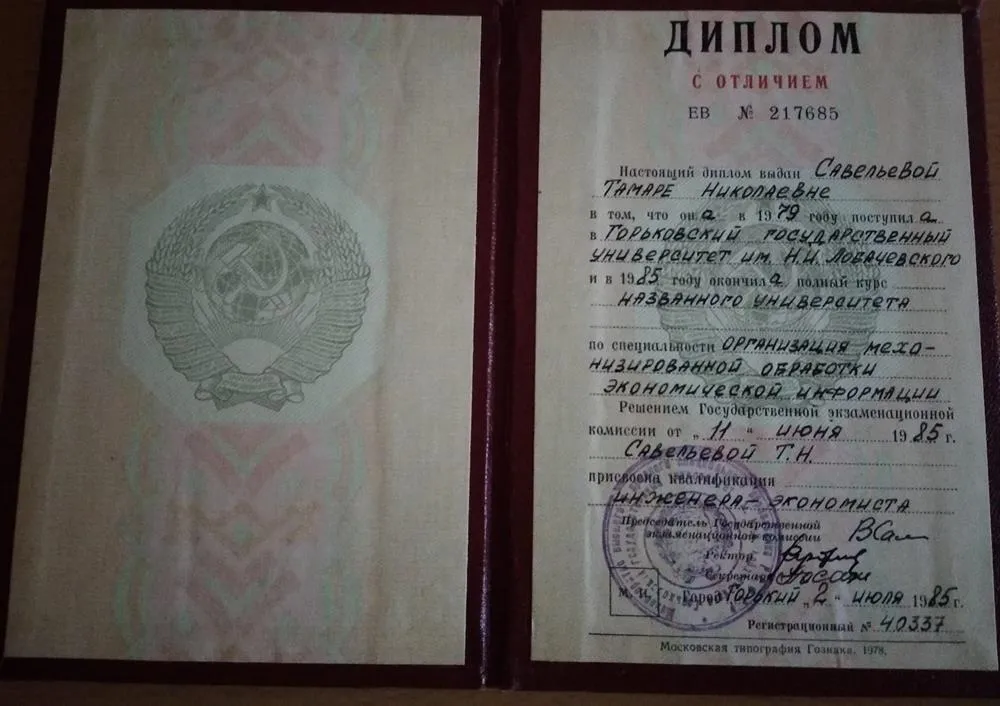 ДИПЛОМ
С ОТЛИЧИЕМ
ЕВ № 217685
Настоящий диплом выдан Савельевой
Тамаре Николаевне
в том, что она в 1979 году поступила
в Горьковский государственный
университет им. Н.И. Лобачевского
и в 1985 году окончила полный курс
названного университета
по специальности организация механ-
низированной обработки
экономической информации
Решением Государственной экзаменационной
комиссии от „11“ июня 1985 г.
Савельевой Т.Н.
присвоена квалификация
инженера-экономиста
Председатель Государственной
экзаменационной комиссии
Ректор
Секретарь
М. П. Город Горький „2“ июля 1985 г.
Регистрационный № 40337
Московская типография Гознака. 1978.